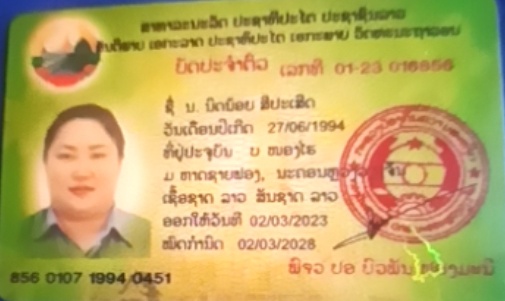 ສາທາລະນະລັດ ປະຊາທິປະໄຕ ປະຊາຊົນລາວ
ສັນຕິພາບ ເອກະລາດ ປະຊາທິປະໄຕ ເອກະພາບ ວັດທະນະຖາວອນ
ບັດປະຈຳຕົວ ເລກທີ 01-23 016856
ຊື່ ນ. ນິດນ້ອຍ ສີປະເສີດ
ວັນເດືອນປີເກີດ 27/06/1994
ທີ່ຢູ່ປະຈຸບັນ ບ ໜອງໄຮ
ມ ຫາດຊາຍຟອງ, ນະຄອນຫຼວງວ
ເຊື້ອຊາດ ລາວ ສັນຊາດ ລາວ
ອອກໃຫ້ວັນທີ 02/03/2023
ໝົດກຳນົດ 02/03/2028
856 0107 1994 0451
ພັຈວ ປອ ບົວພັນ